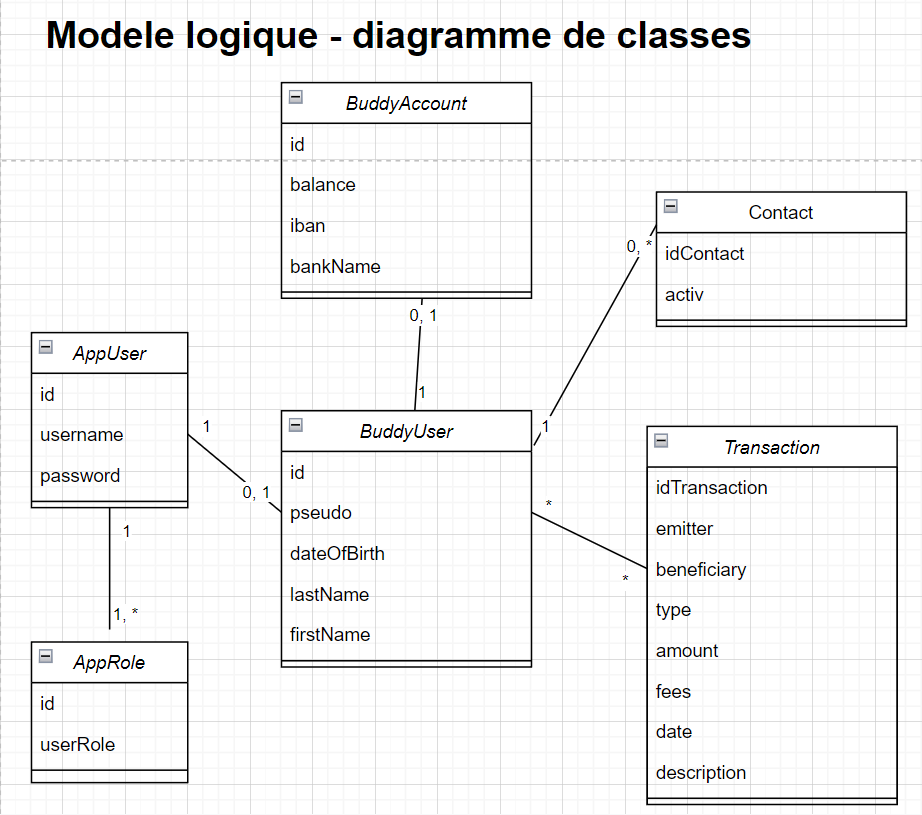 Modele logique - diagramme de classes
BuddyAccount
id
balance
iban
bankName
0, 1
1
Contact
idContact
activ
0, *
1
AppUser
id
username
password
1
0, 1
1
1, *
BuddyUser
id
pseudo
dateOfBirth
lastName
firstName
*
*
Transaction
idTransaction
emitter
beneficiary
type
amount
fees
date
description
AppRole
id
userRole